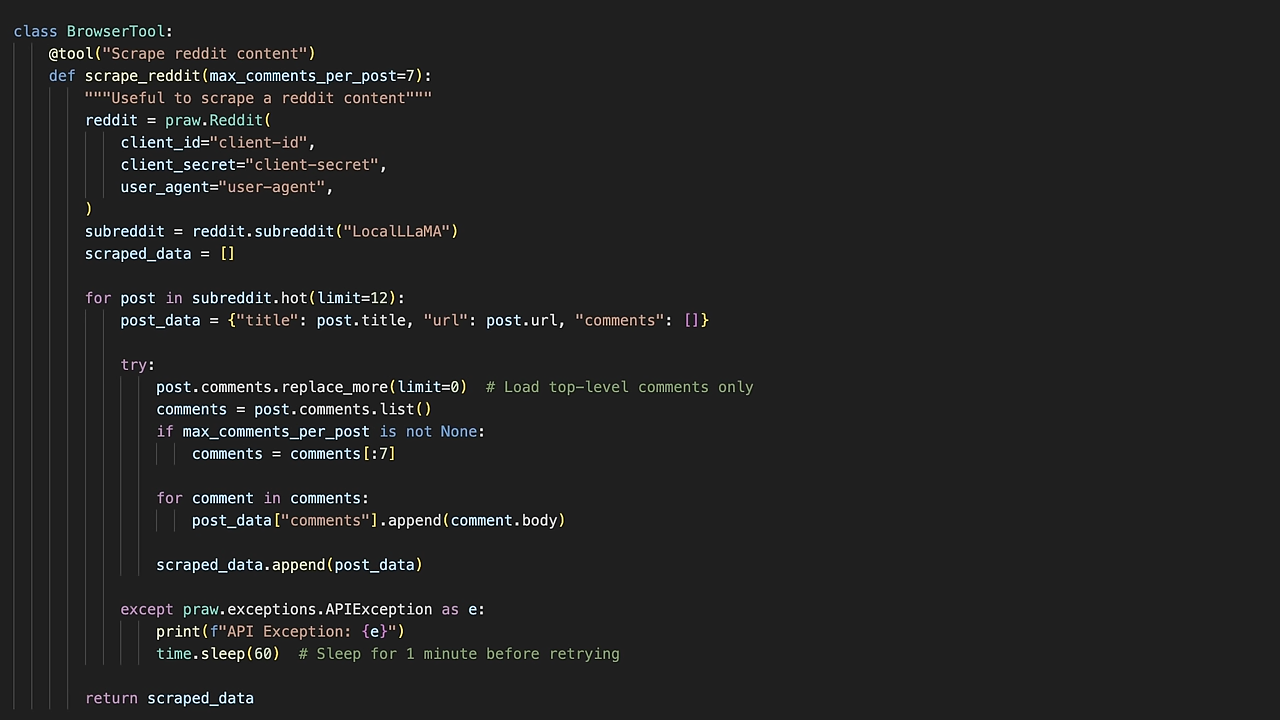 class BrowserTool:
    @tool("Scrape reddit content")
    def scrape_reddit(max_comments_per_post=7):
        """Useful to scrape a reddit content"""
        reddit = praw.Reddit(
            client_id="client-id",
            client_secret="client-secret",
            user_agent="user-agent",
        )
        subreddit = reddit.subreddit("LocalLLaMA")
        scraped_data = []

        for post in subreddit.hot(limit=12):
            post_data = {"title": post.title, "url": post.url, "comments": []}

            try:
                post.comments.replace_more(limit=0)  # Load top-level comments only
                comments = post.comments.list()
                if max_comments_per_post is not None:
                    comments = comments[:7]

                for comment in comments:
                    post_data["comments"].append(comment.body)

                scraped_data.append(post_data)

            except praw.exceptions.APIException as e:
                print(f"API Exception: {e}")
                time.sleep(60)  # Sleep for 1 minute before retrying

        return scraped_data